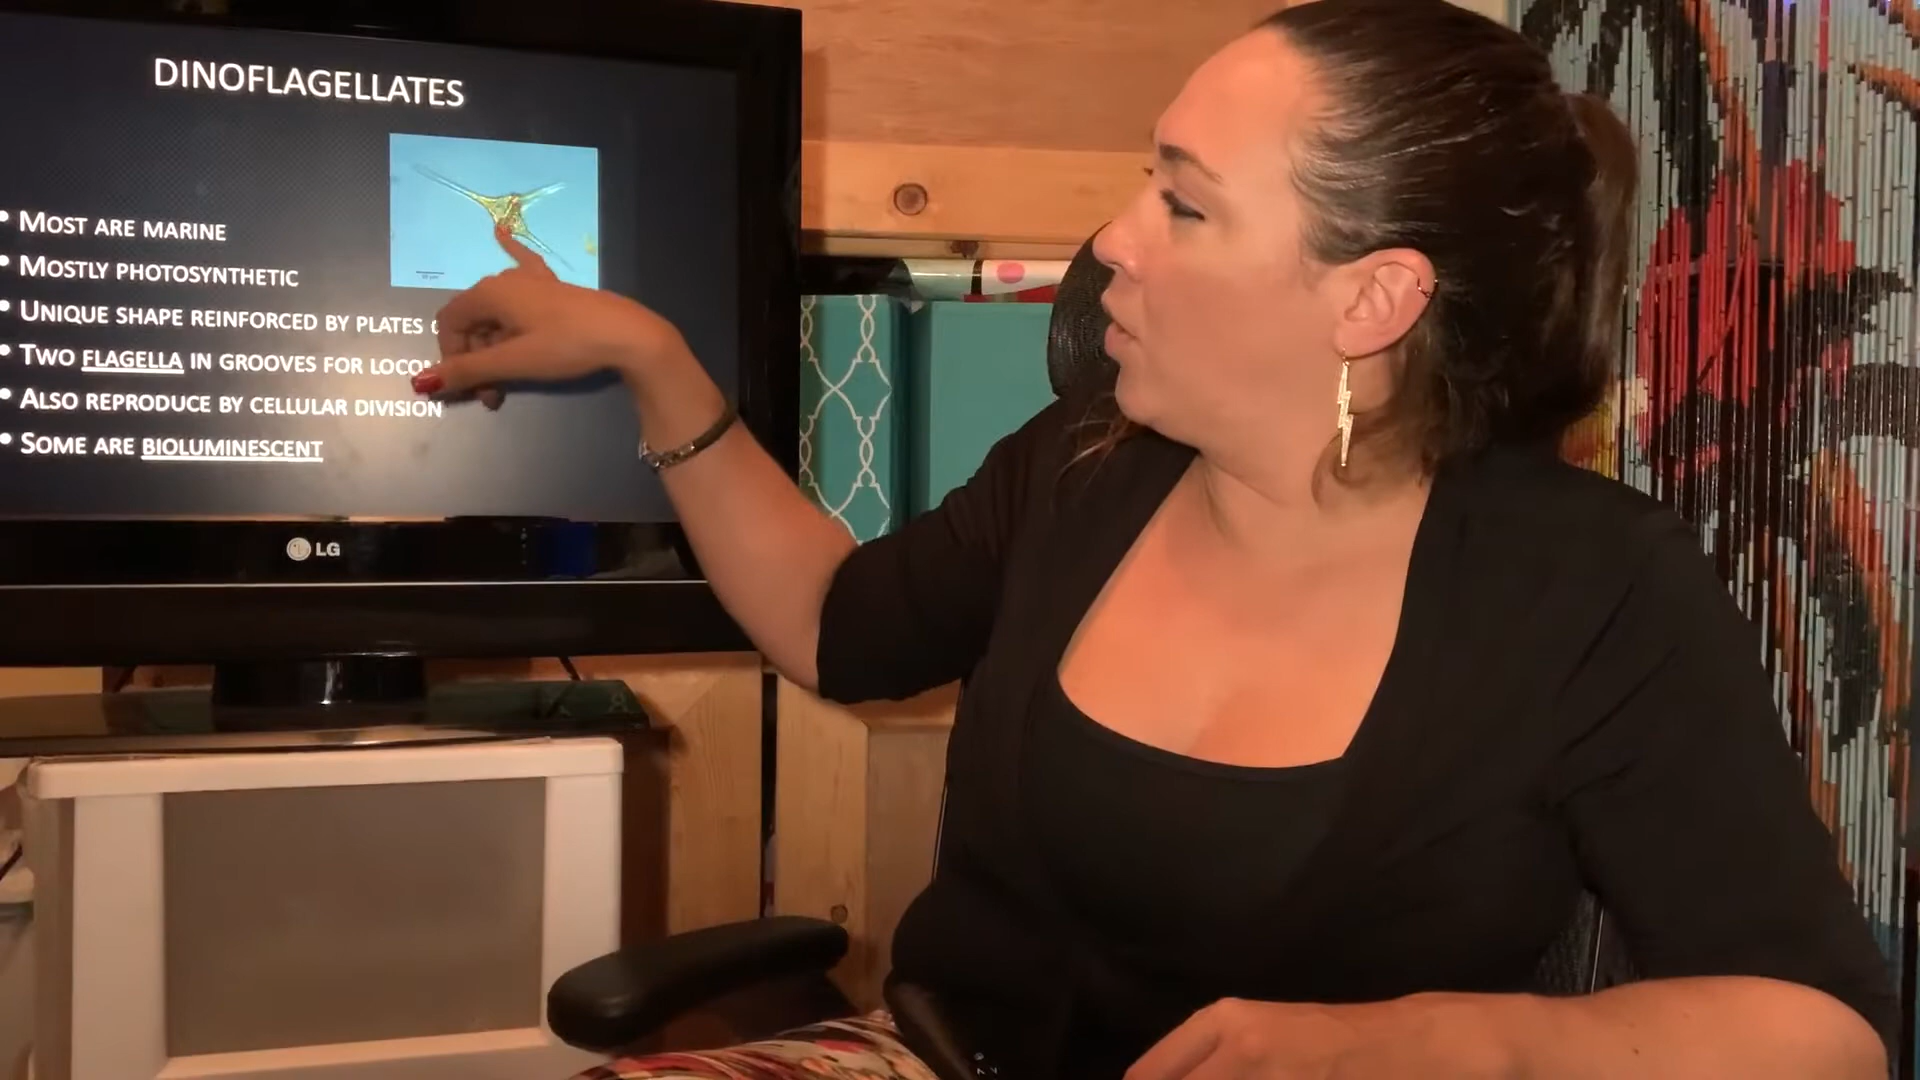 DINOFLAGELLATES
• MOST ARE MARINE
• MOSTLY PHOTOSYNTHETIC
• UNIQUE SHAPE REINFORCED BY PLATES
• TWO FLAGELLA IN GROOVES FOR
• ALSO REPRODUCE BY CELLULAR DIVISION
• SOME ARE BIOLUMINESCENT
LG